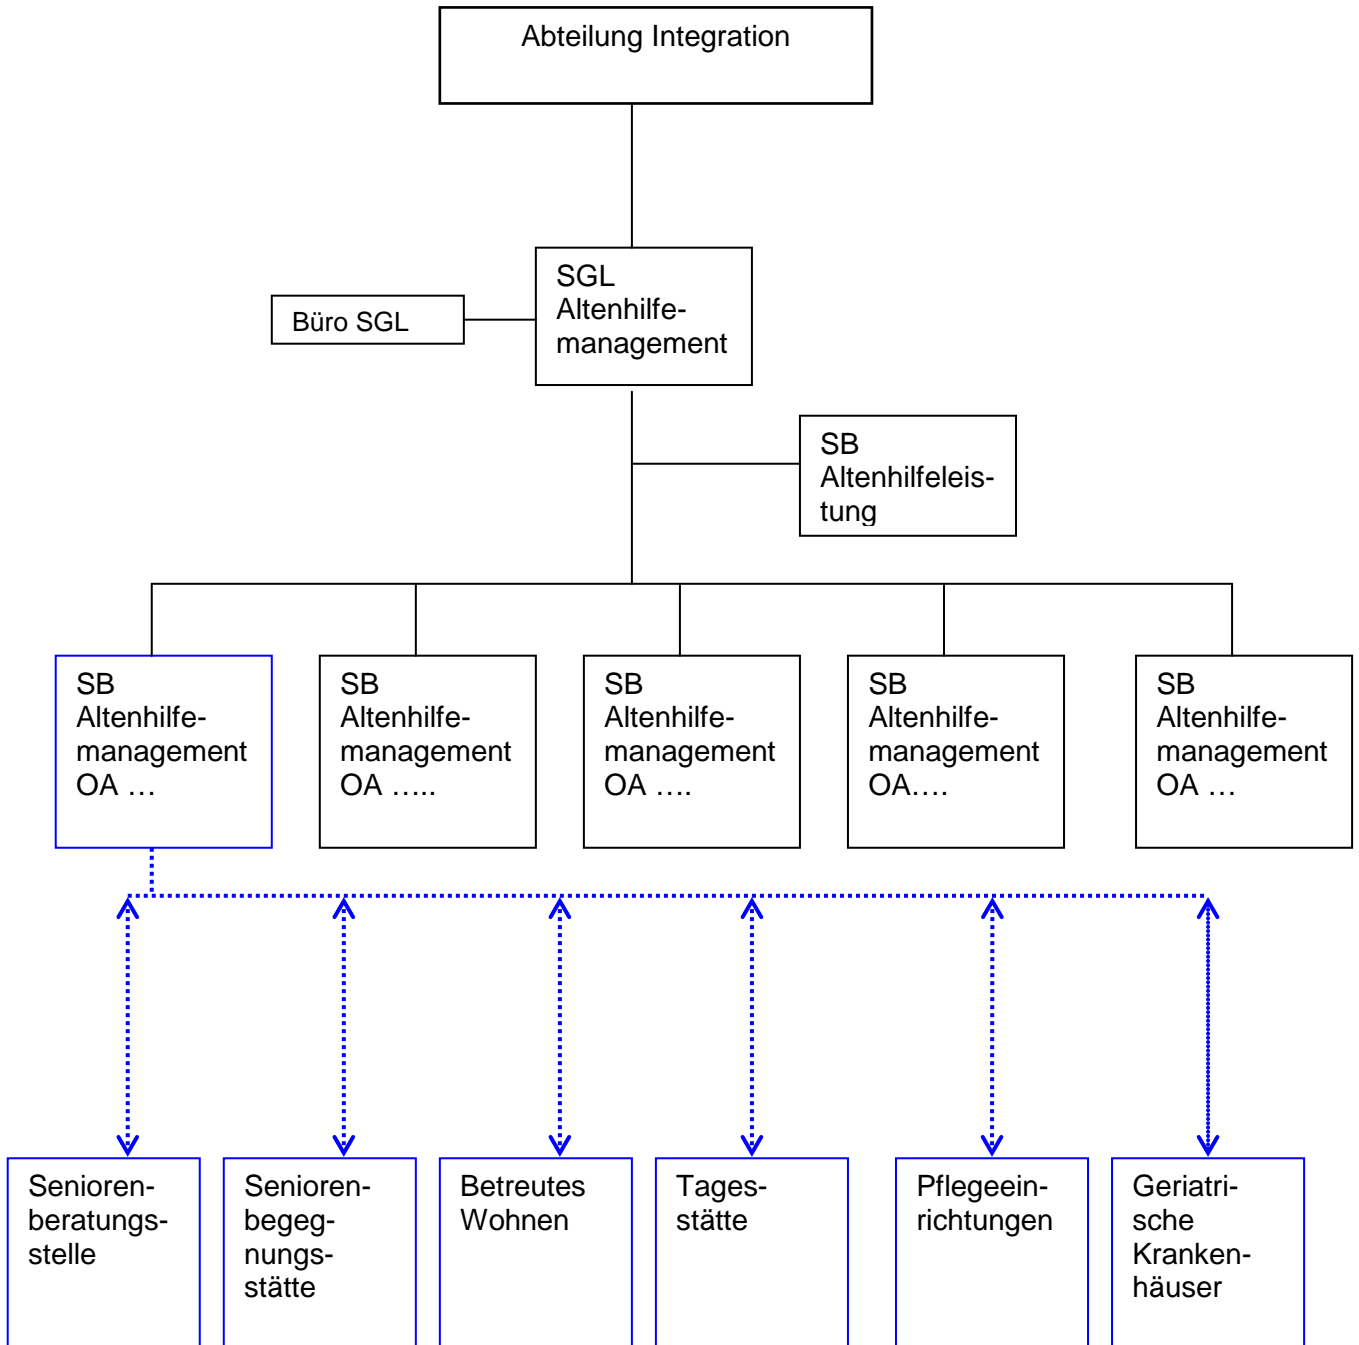 Abteilung Integration
SGL
Altenhilfe-
management
Büro SGL
SB
Altenhilfeleis-
tung
SB
Altenhilfe-
management
OA …
SB
Altenhilfe-
management
OA …..
SB
Altenhilfe-
management
OA ….
SB
Altenhilfe-
management
OA….
SB
Altenhilfe-
management
OA …
Senioren-
beratungs-
stelle
Senioren-
begeg-
nungs-
stätte
Betreutes
Wohnen
Tages-
stätte
Pflegeein-
richtungen
Geriatri-
sche
Kranken-
häuser